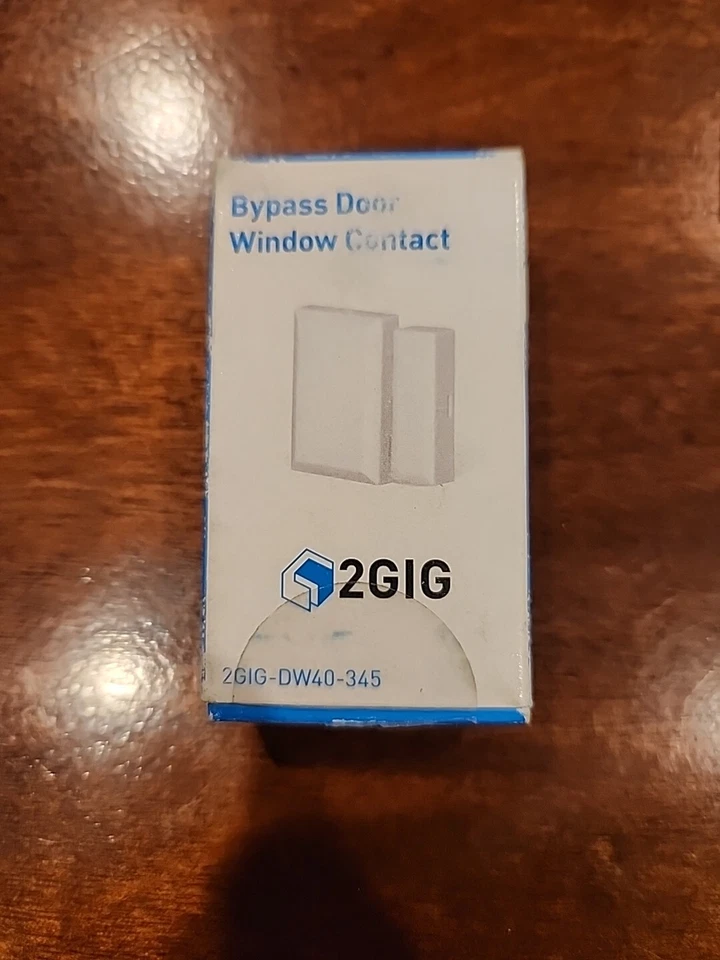 Bypass Door
Window Contact
2GIG
2GIG-DW40-345